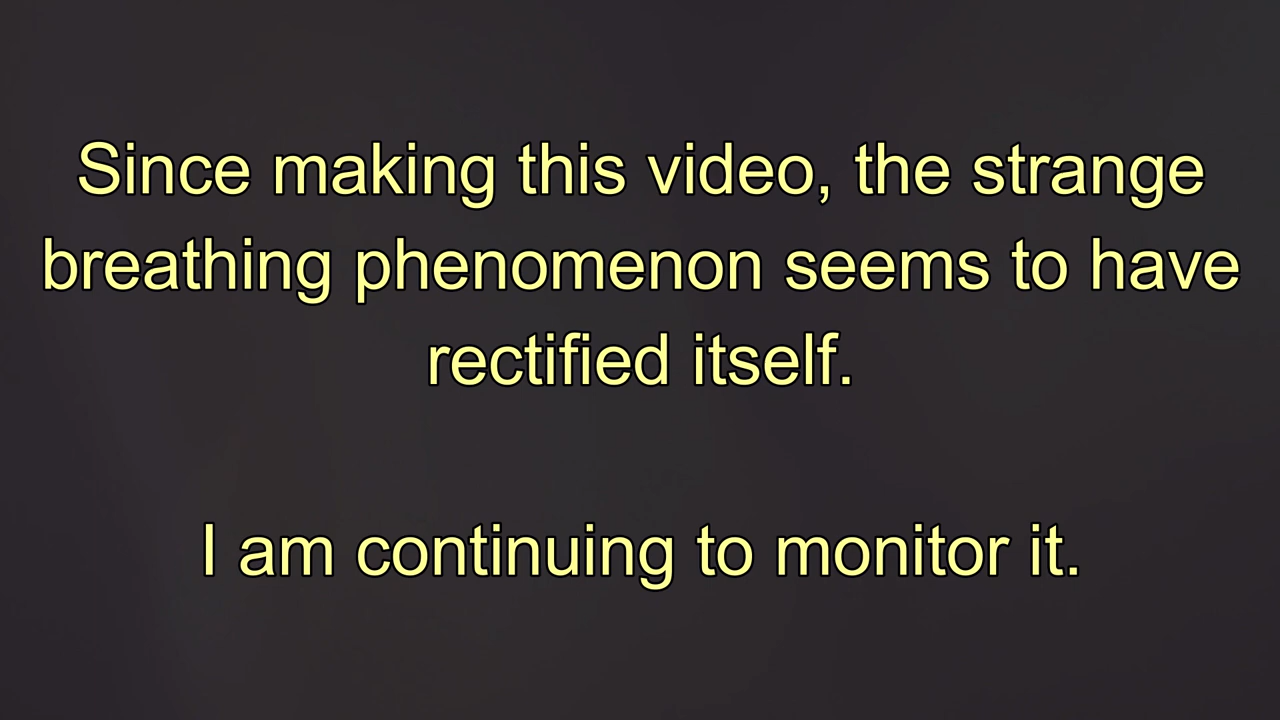 Since making this video, the strange
breathing phenomenon seems to have
rectified itself.
I am continuing to monitor it.